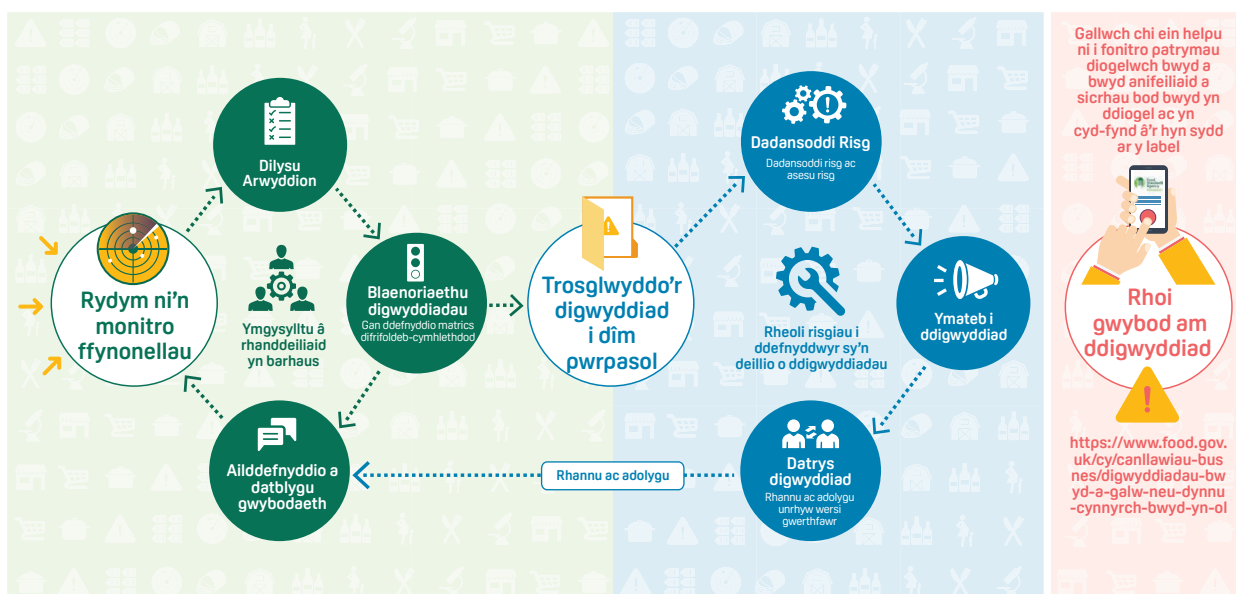 Rydym ni'n
monitro
ffynonellau
Dilysu
Arwyddion
Ymgysylltu â
rhanddeiliaid
yn barhaus
Blaenoriaethu
digwyddiadau
Gan ddefnyddio matrics
difrifoldeb-cymhlethdod
Ailddefnyddio a
datblygu
gwybodaeth
Trosglwyddo'r
digwyddiad
i dîm
pwrpasol
Dadansoddi Risg
Dadansoddi risg ac
asesu risg
Rheoli risgiau i
ddefnyddwyr sy'n
deillio o ddigwyddiadau
Ymateb i
ddigwyddiad
Datrys
digwyddiad
Rhannu ac adolygu
unrhyw wersi
gwerthfawr
Rhannu ac adolygu
Gallwch chi ein helpu
ni i fonitro patrymau
diogelwch bwyd a
bwyd anifeiliaid a
sicrhau bod bwyd yn
ddiogel ac yn
cyd-fynd â'r hyn sydd
ar y label
Food
Standards
Agency
Rhoi
gwybod am
ddigwyddiad
https://www.food.gov.
uk/cy/canllawiau-bus
nes/digwyddiadau-bw
yd-a-galw-neu-dynnu
-cynnyrch-bwyd-yn-ol